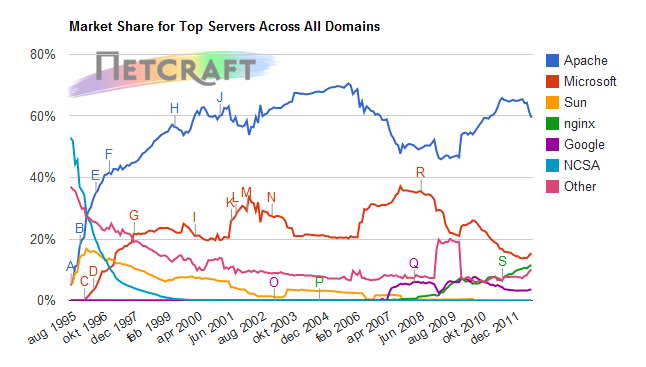 Market Share for Top Servers Across All Domains
NETCRAFT
80%
60%
40%
20%
0%
A
B
C
D
E
F
G
H
I
J
K
L
M
N
O
P
Q
R
S
aug 1995
okt 1996
dec 1997
feb 1999
apr 2000
jun 2001
aug 2002
okt 2003
dec 2004
feb 2006
apr 2007
jun 2008
aug 2009
okt 2010
dec 2011
Apache
Microsoft
Sun
nginx
Google
NCSA
Other